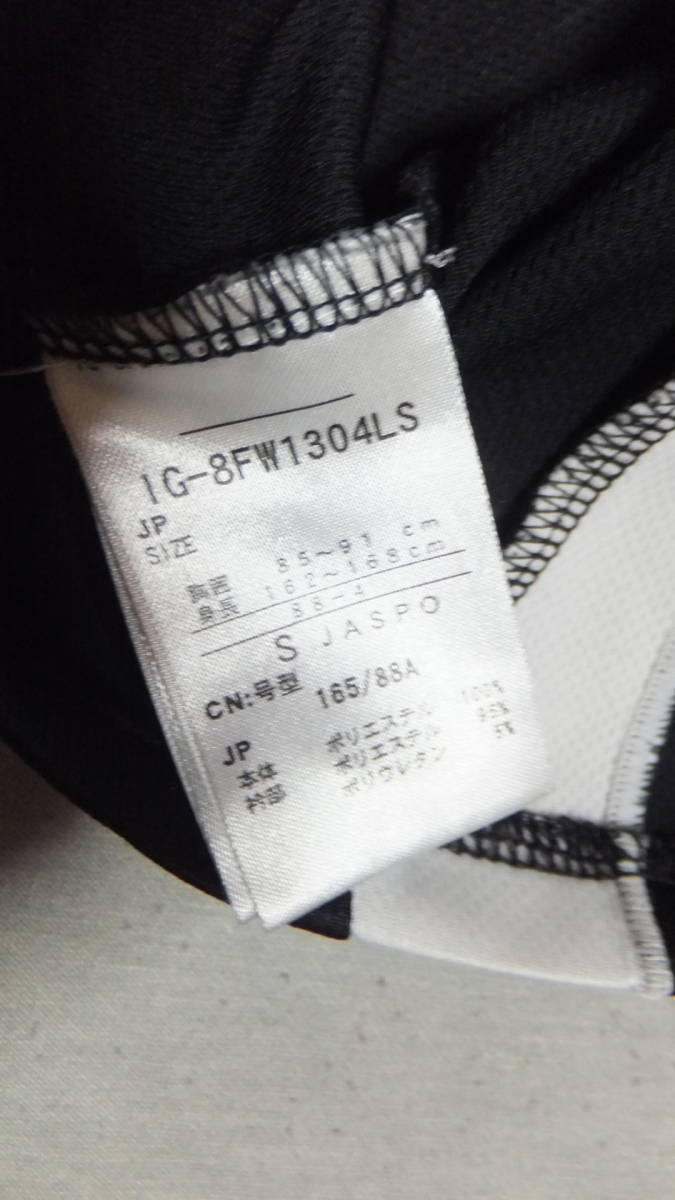 IG-8FW1304LS
JP
SIZE
胸囲 85~91 cm
身長 162~168cm
88-4
S JASPO
CN:号型 165/88A
JP
本体 ポリエステル 100%
衿部 ポリエステル 95%
ポリウレタン 5%